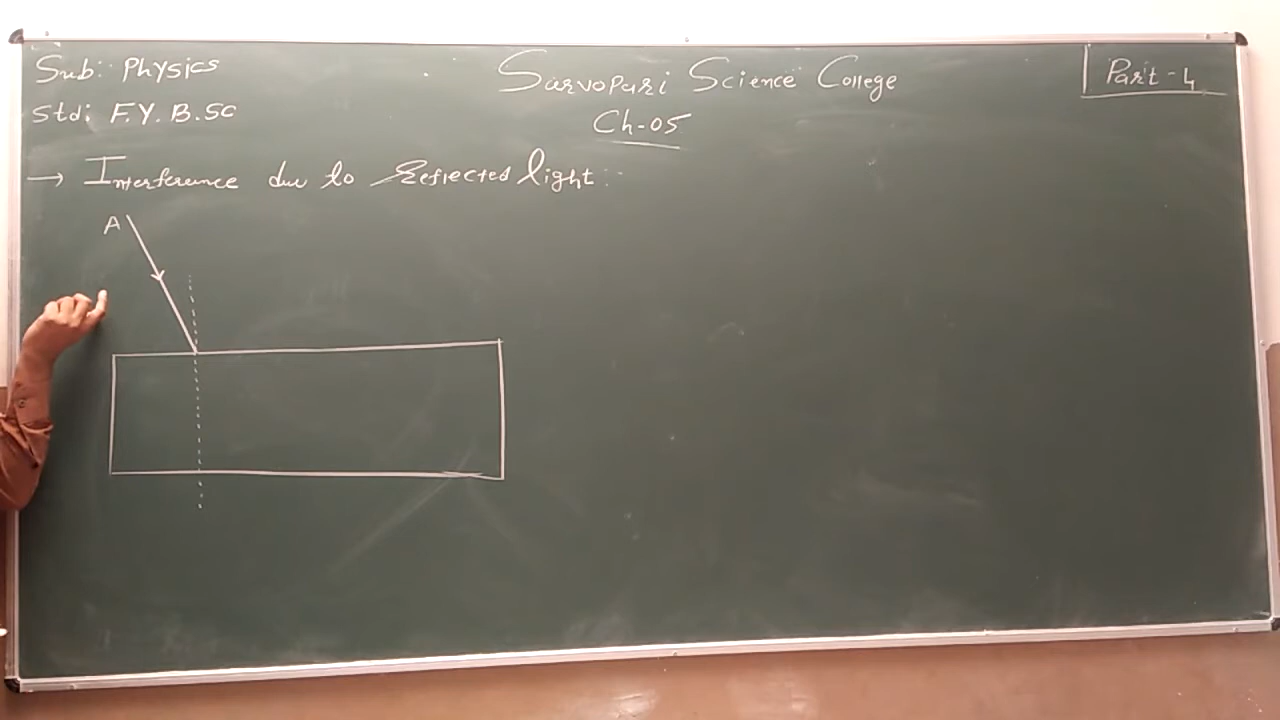 Sub: Physics
Sarvopari Science College
Part-4
Std: F.Y. B.SC
Ch-05
→ Interference due to Reflected light:-
A